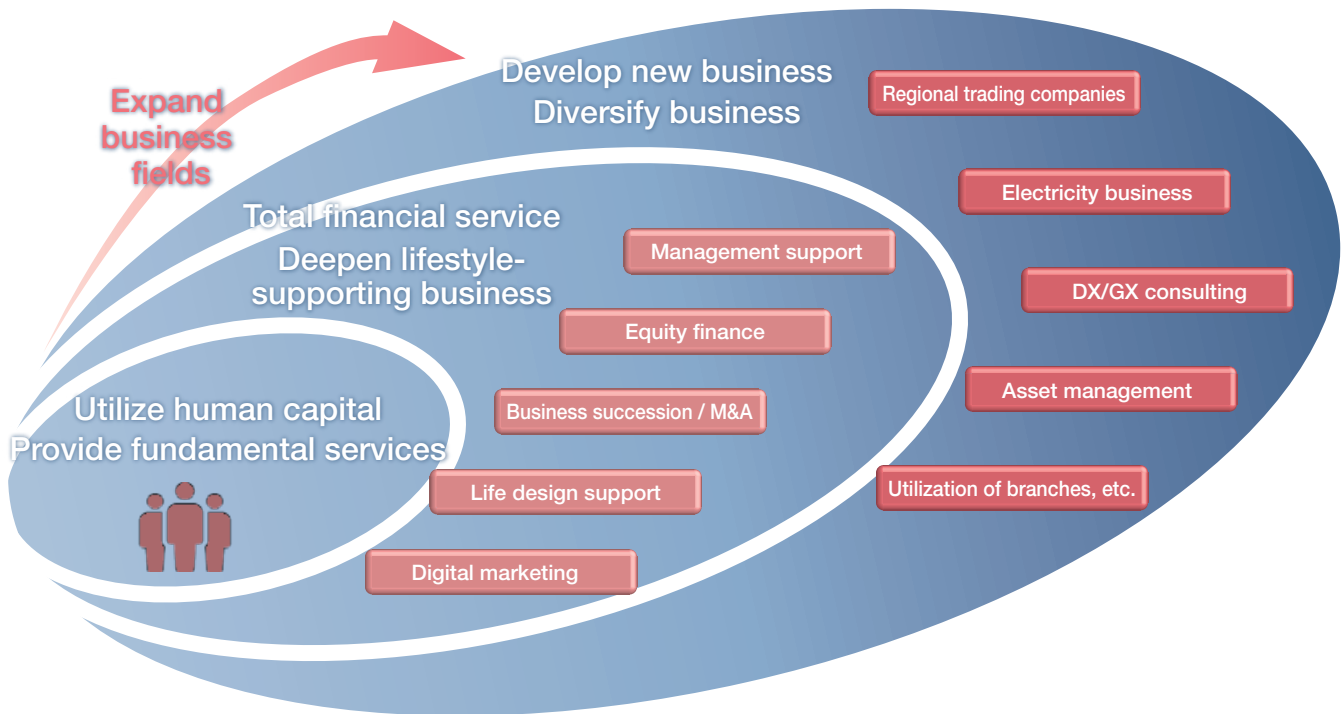 Expand
business
fields
Develop new business
Diversify business
Regional trading companies
Electricity business
DX/GX consulting
Asset management
Utilization of branches, etc.
Total financial service
Deepen lifestyle-
supporting business
Management support
Equity finance
Business succession / M&A
Life design support
Digital marketing
Utilize human capital
Provide fundamental services